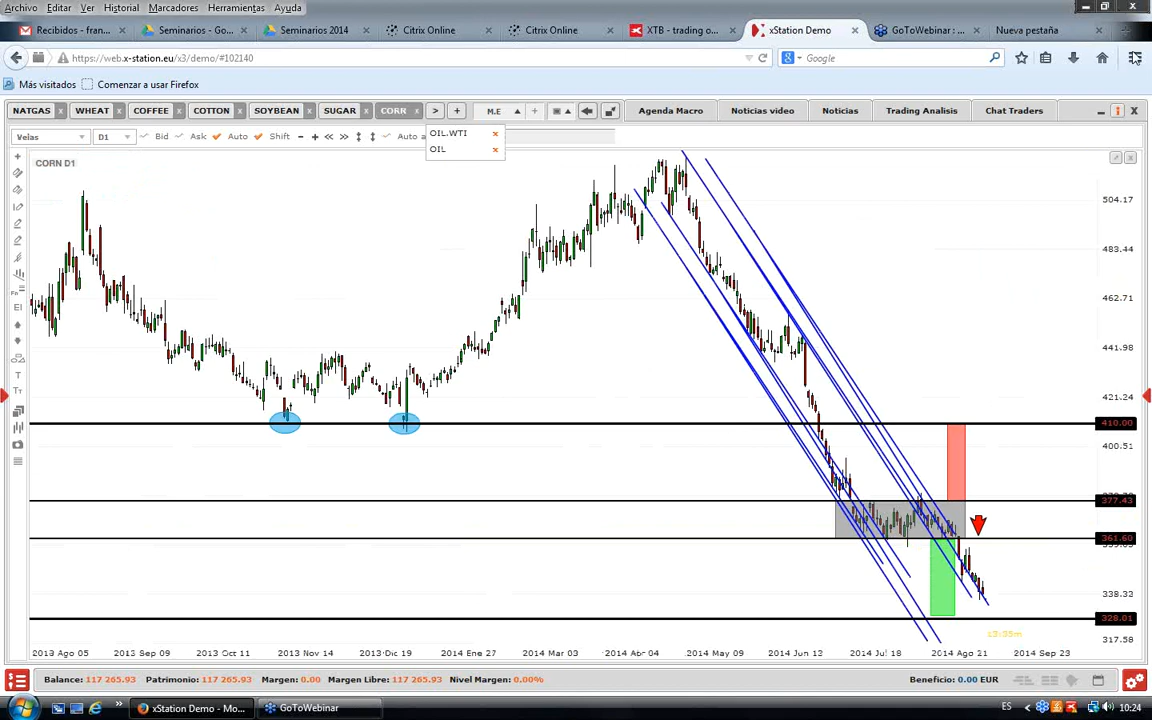 Archivo Editar Ver Historial Marcadores Herramientas Ayuda
Recibidos - fran... Seminarios - Go... Seminarios 2014 Citrix Online Citrix Online XTB - trading o... xStation Demo GoToWebinar : ... Nueva pestaña
https://web.x-station.eu/x3/demo/#102140 Google
Más visitados Comenzar a usar Firefox
NATGAS WHEAT COFFEE COTTON SOYBEAN SUGAR CORN > + M.E Agenda Macro Noticias video Noticias Trading Analysis Chat Traders
Velas D1 Bid Ask Auto Shift Auto a
OIL.WTI
OIL
CORN D1
504.17
483.44
462.71
441.98
421.24
410.00
400.51
377.43
361.60
338.32
328.01
317.58
13:35m
2013 Ago 05 2013 Sep 09 2013 Oct 11 2013 Nov 14 2013 Dic 19 2014 Ene 27 2014 Mar 03 2014 Abr 04 2014 May 09 2014 Jun 12 2014 Jul 18 2014 Ago 21 2014 Sep 23
Balance: 117 265.93 Patrimonio: 117 265.93 Margen: 0.00 Margen Libre: 117 265.93 Nivel Margen: 0.00% Beneficio: 0.00 EUR
xStation Demo - Mo... GoToWebinar ES 10:24